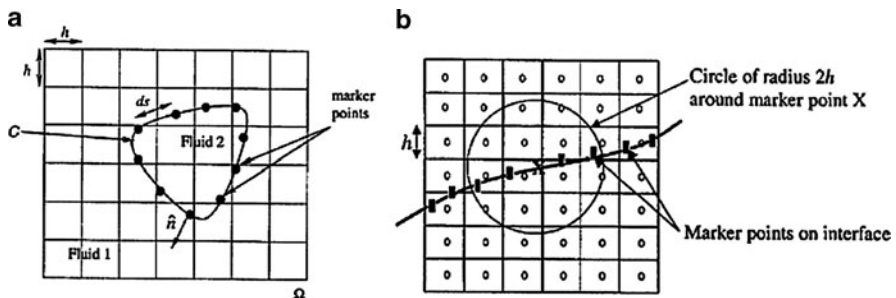 a
h
h
ds
marker
points
C
Fluid 2
n̂
Fluid 1
Ω
b
Circle of radius 2h
around marker point X
h
X
Marker points on interface